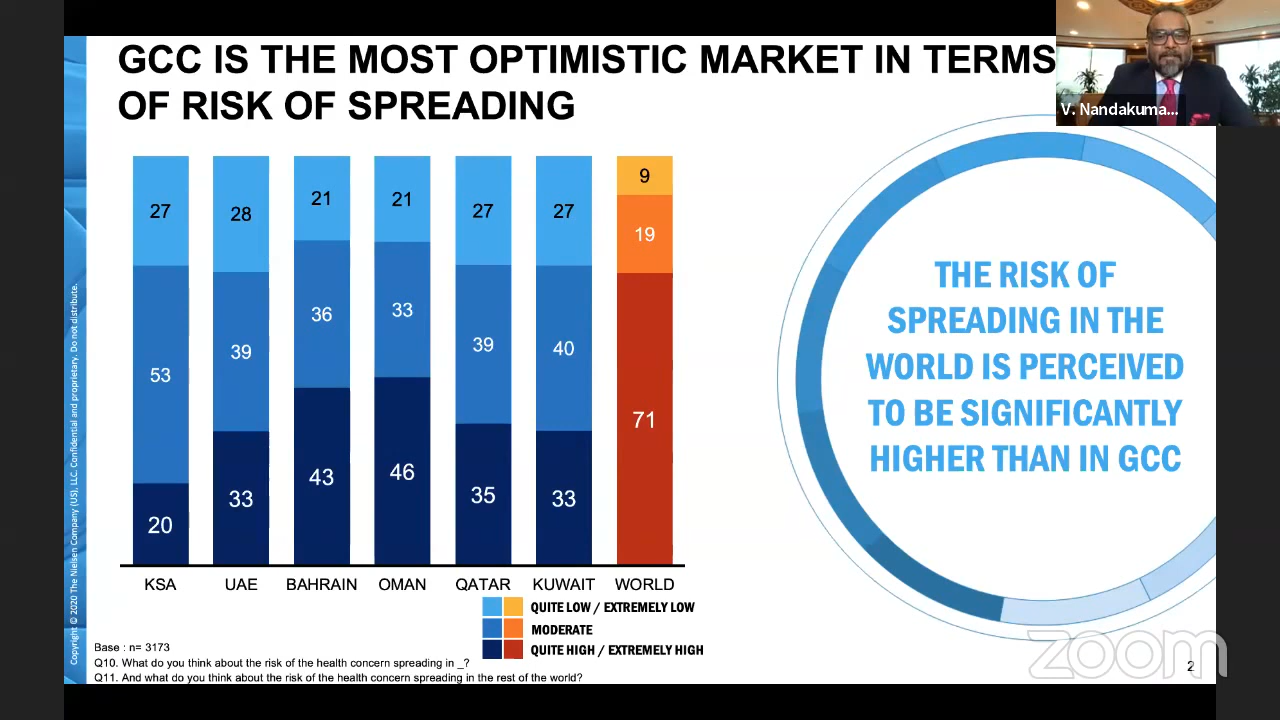 GCC IS THE MOST OPTIMISTIC MARKET IN TERMS
OF RISK OF SPREADING
V. Nandakuma...
27
28
21
21
27
27
9
53
39
36
33
39
40
19
20
33
43
46
35
33
71
KSA
UAE
BAHRAIN
OMAN
QATAR
KUWAIT
WORLD
QUITE LOW / EXTREMELY LOW
MODERATE
QUITE HIGH / EXTREMELY HIGH
THE RISK OF
SPREADING IN THE
WORLD IS PERCEIVED
TO BE SIGNIFICANTLY
HIGHER THAN IN GCC
Base : n= 3173
Q10. What do you think about the risk of the health concern spreading in _?
Q11. And what do you think about the risk of the health concern spreading in the rest of the world?
Copyright © 2020 The Nielsen Company (US), LLC. Confidential and proprietary. Do not distribute.
zoom
2